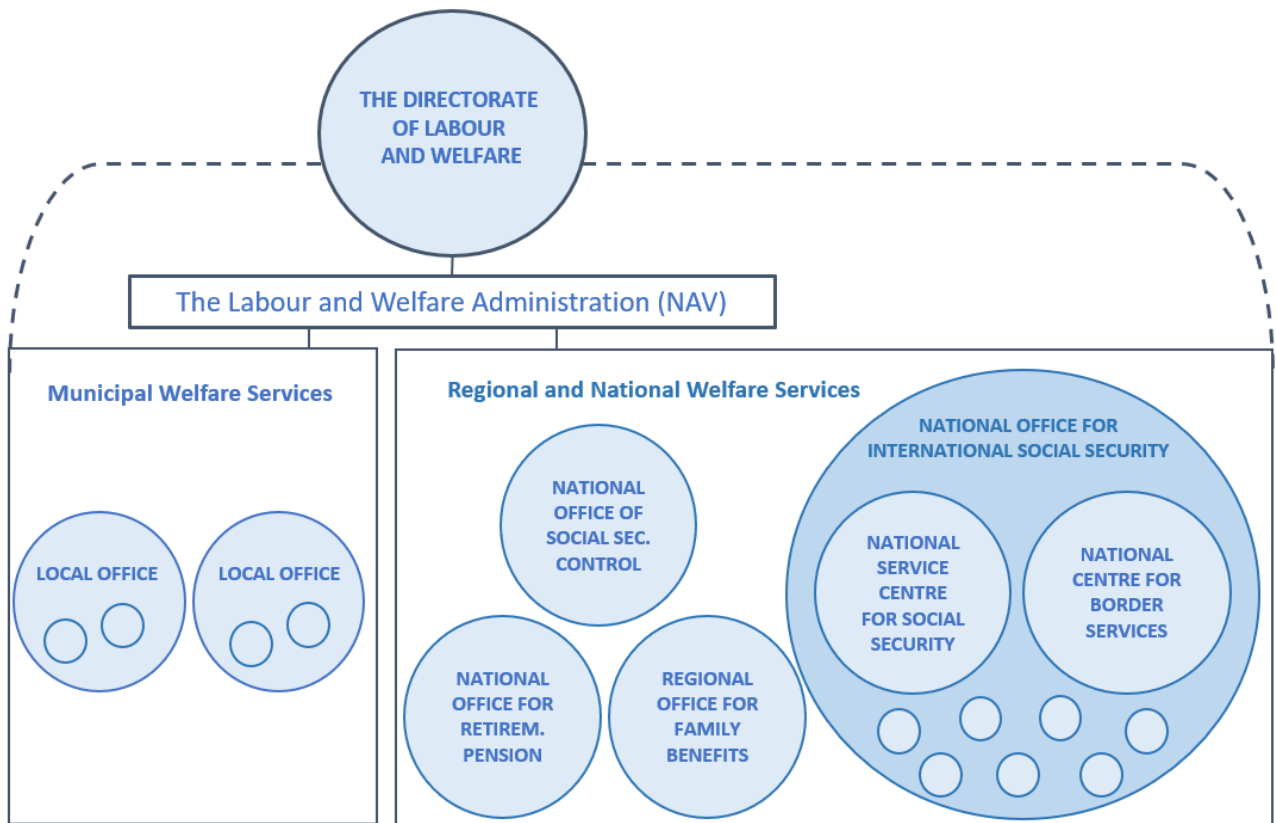 THE DIRECTORATE
OF LABOUR
AND WELFARE
The Labour and Welfare Administration (NAV)
Municipal Welfare Services
LOCAL OFFICE
LOCAL OFFICE
Regional and National Welfare Services
NATIONAL
OFFICE OF
SOCIAL SEC.
CONTROL
NATIONAL
OFFICE FOR
RETIREM.
PENSION
REGIONAL
OFFICE FOR
FAMILY
BENEFITS
NATIONAL OFFICE FOR
INTERNATIONAL SOCIAL SECURITY
NATIONAL
SERVICE
CENTRE
FOR SOCIAL
SECURITY
NATIONAL
CENTRE FOR
BORDER
SERVICES